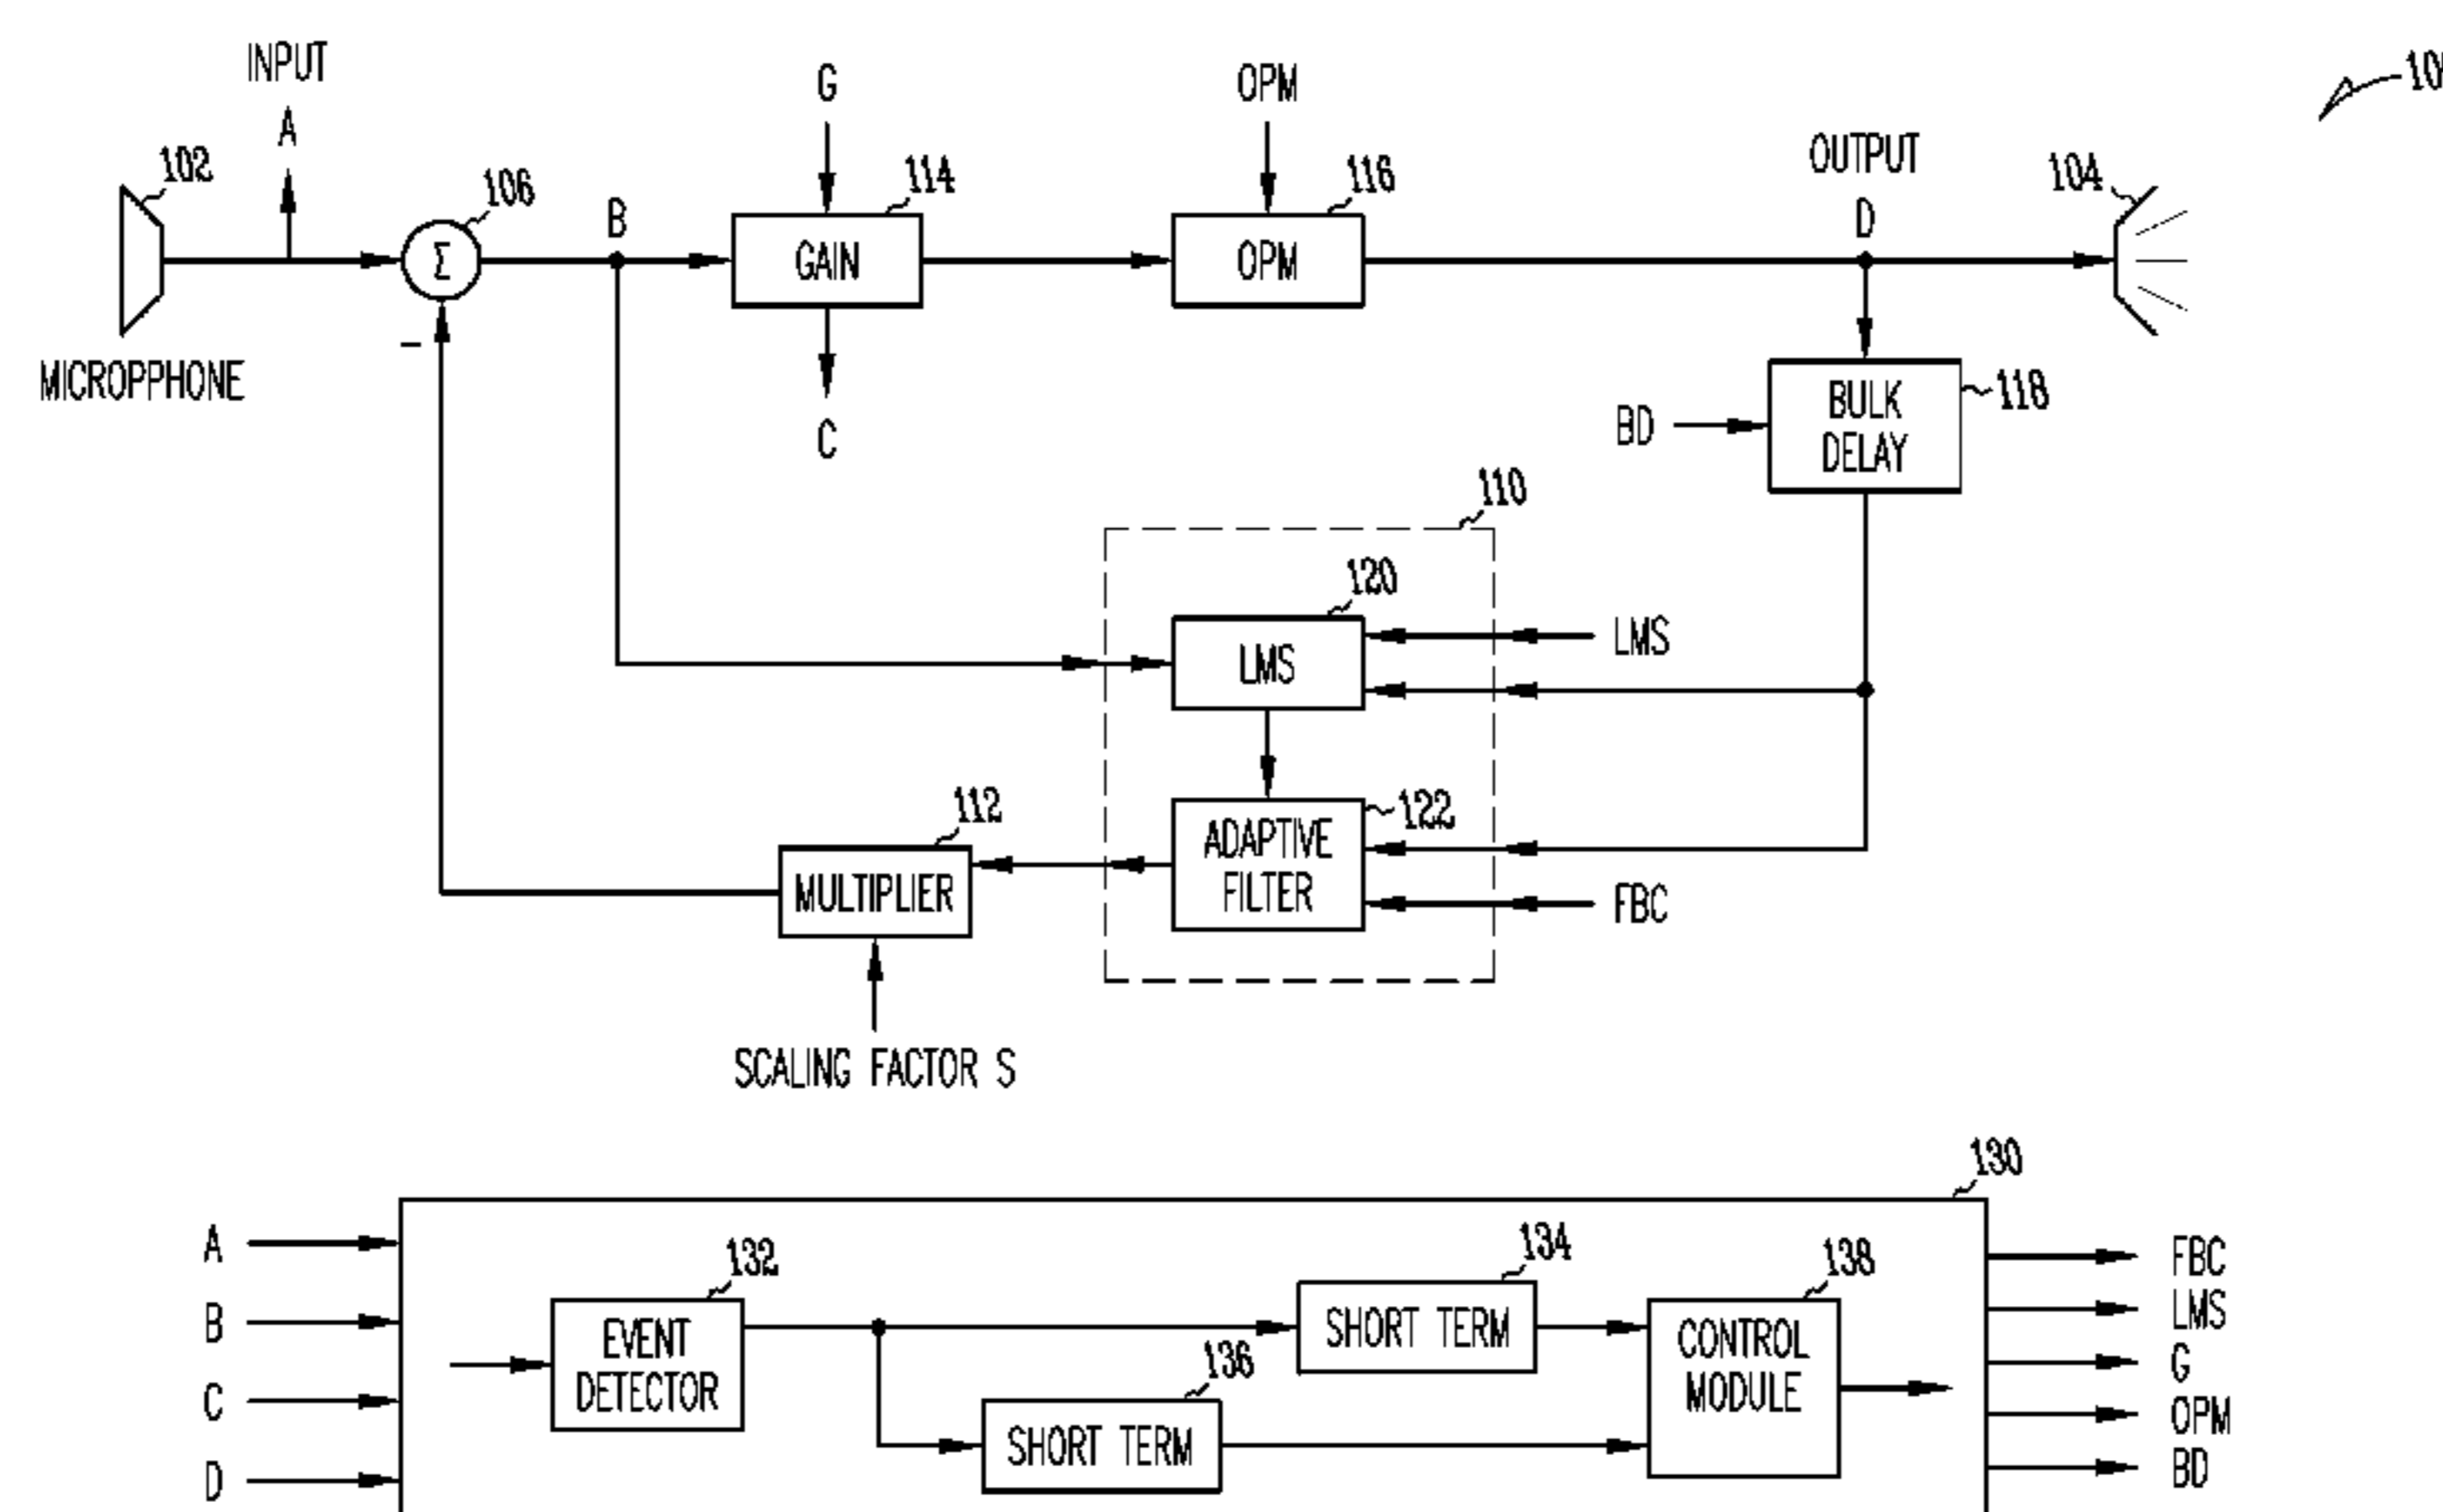 INPUT
A
G
OPM
OUTPUT
D
102
106
114
116
104
B
Σ
GAIN
OPM
-
MICROPPHONE
C
BULK
DELAY
118
BD
110
120
LMS
LMS
112
122
MULTIPLIER
ADAPTIVE
FILTER
FBC
SCALING FACTOR S
130
A
B
C
D
132
EVENT
DETECTOR
134
SHORT TERM
136
SHORT TERM
138
CONTROL
MODULE
FBC
LMS
G
OPM
BD